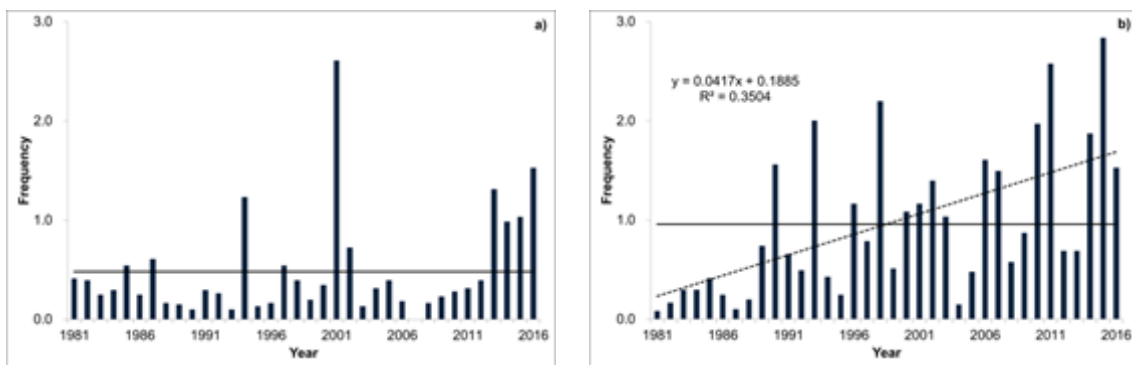 a)
Frequency
3.0
2.0
1.0
0.0
1981 1986 1991 1996 2001 2006 2011 2016
Year
b)
y = 0.0417x + 0.1885
R² = 0.3504
Frequency
3.0
2.0
1.0
0.0
1981 1986 1991 1996 2001 2006 2011 2016
Year